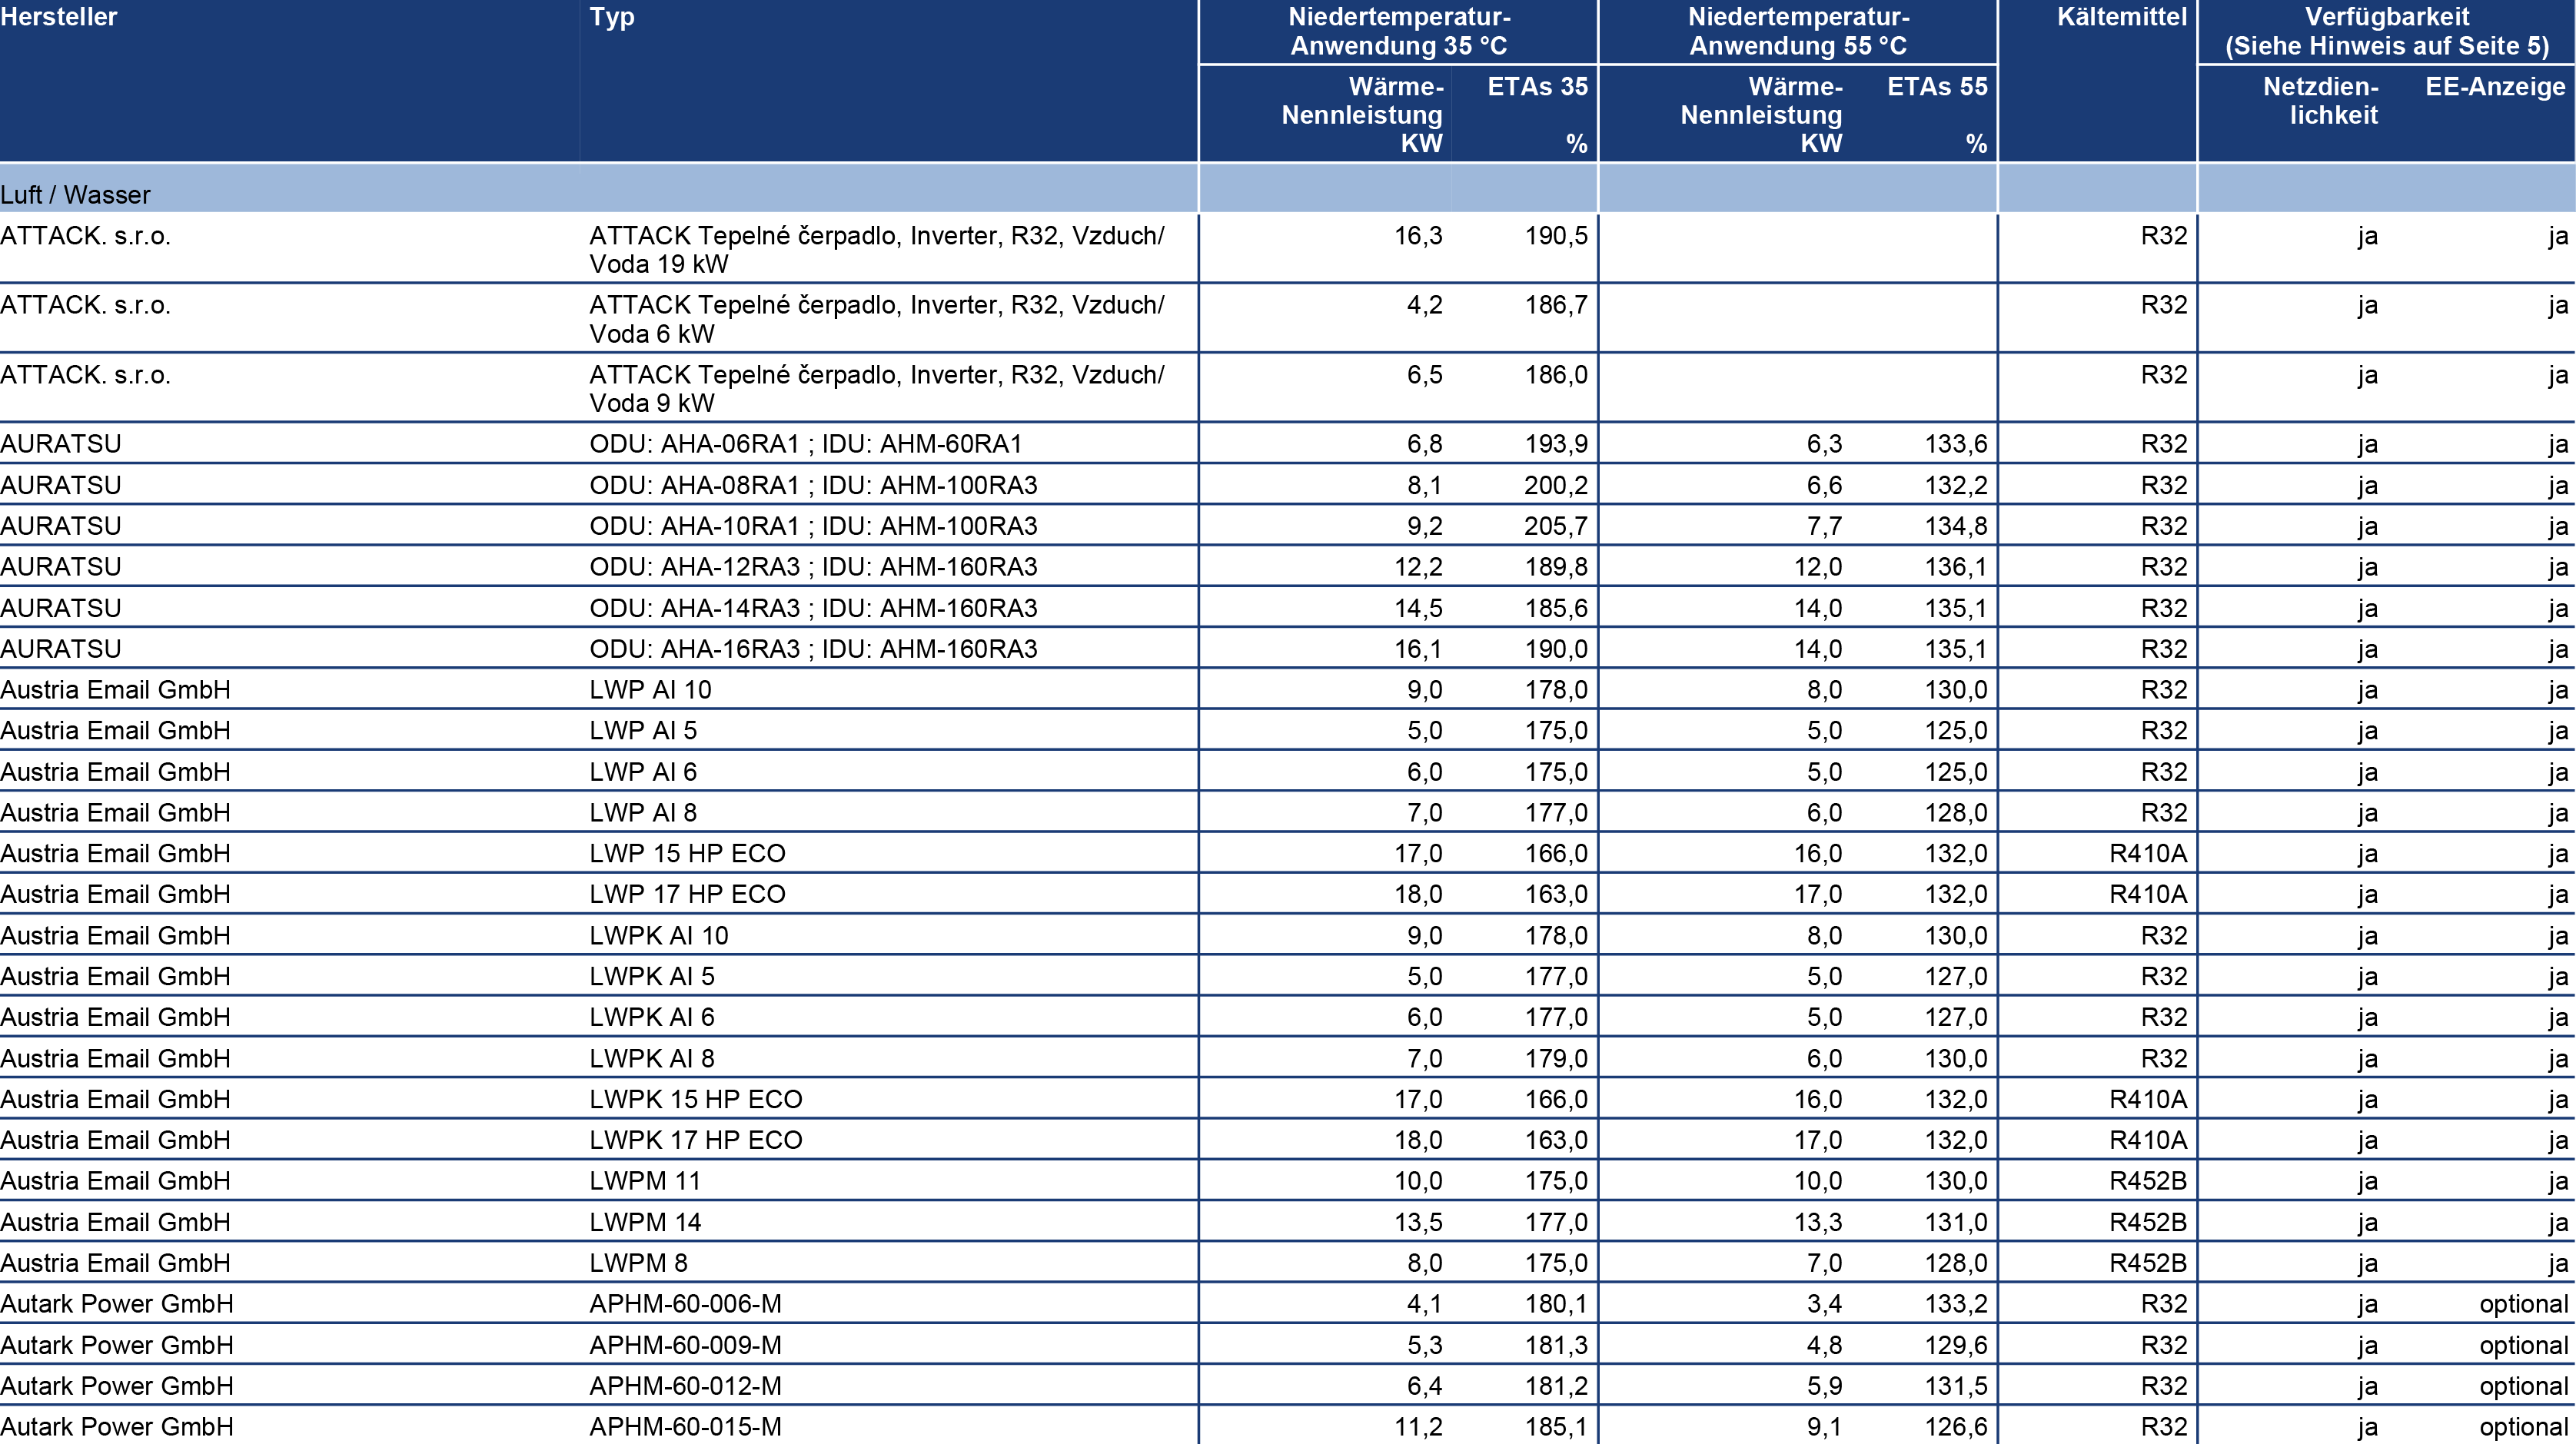 Hersteller Typ Niedertemperatur- Niedertemperatur- Kältemittel Verfügbarkeit
Anwendung 35 °C Anwendung 55 °C (Siehe Hinweis auf Seite 5)
Wärme- ETAs 35 Wärme- ETAs 55 Netzdien- EE-Anzeige
Nennleistung Nennleistung lichkeit
KW % KW %
Luft / Wasser
ATTACK. s.r.o. ATTACK Tepelné čerpadlo, Inverter, R32, Vzduch/ 16,3 190,5 R32 ja ja
Voda 19 kW
ATTACK. s.r.o. ATTACK Tepelné čerpadlo, Inverter, R32, Vzduch/ 4,2 186,7 R32 ja ja
Voda 6 kW
ATTACK. s.r.o. ATTACK Tepelné čerpadlo, Inverter, R32, Vzduch/ 6,5 186,0 R32 ja ja
Voda 9 kW
AURATSU ODU: AHA-06RA1 ; IDU: AHM-60RA1 6,8 193,9 6,3 133,6 R32 ja ja
AURATSU ODU: AHA-08RA1 ; IDU: AHM-100RA3 8,1 200,2 6,6 132,2 R32 ja ja
AURATSU ODU: AHA-10RA1 ; IDU: AHM-100RA3 9,2 205,7 7,7 134,8 R32 ja ja
AURATSU ODU: AHA-12RA3 ; IDU: AHM-160RA3 12,2 189,8 12,0 136,1 R32 ja ja
AURATSU ODU: AHA-14RA3 ; IDU: AHM-160RA3 14,5 185,6 14,0 135,1 R32 ja ja
AURATSU ODU: AHA-16RA3 ; IDU: AHM-160RA3 16,1 190,0 14,0 135,1 R32 ja ja
Austria Email GmbH LWP AI 10 9,0 178,0 8,0 130,0 R32 ja ja
Austria Email GmbH LWP AI 5 5,0 175,0 5,0 125,0 R32 ja ja
Austria Email GmbH LWP AI 6 6,0 175,0 5,0 125,0 R32 ja ja
Austria Email GmbH LWP AI 8 7,0 177,0 6,0 128,0 R32 ja ja
Austria Email GmbH LWP 15 HP ECO 17,0 166,0 16,0 132,0 R410A ja ja
Austria Email GmbH LWP 17 HP ECO 18,0 163,0 17,0 132,0 R410A ja ja
Austria Email GmbH LWPK AI 10 9,0 178,0 8,0 130,0 R32 ja ja
Austria Email GmbH LWPK AI 5 5,0 177,0 5,0 127,0 R32 ja ja
Austria Email GmbH LWPK AI 6 6,0 177,0 5,0 127,0 R32 ja ja
Austria Email GmbH LWPK AI 8 7,0 179,0 6,0 130,0 R32 ja ja
Austria Email GmbH LWPK 15 HP ECO 17,0 166,0 16,0 132,0 R410A ja ja
Austria Email GmbH LWPK 17 HP ECO 18,0 163,0 17,0 132,0 R410A ja ja
Austria Email GmbH LWPM 11 10,0 175,0 10,0 130,0 R452B ja ja
Austria Email GmbH LWPM 14 13,5 177,0 13,3 131,0 R452B ja ja
Austria Email GmbH LWPM 8 8,0 175,0 7,0 128,0 R452B ja ja
Autark Power GmbH APHM-60-006-M 4,1 180,1 3,4 133,2 R32 ja optional
Autark Power GmbH APHM-60-009-M 5,3 181,3 4,8 129,6 R32 ja optional
Autark Power GmbH APHM-60-012-M 6,4 181,2 5,9 131,5 R32 ja optional
Autark Power GmbH APHM-60-015-M 11,2 185,1 9,1 126,6 R32 ja optional